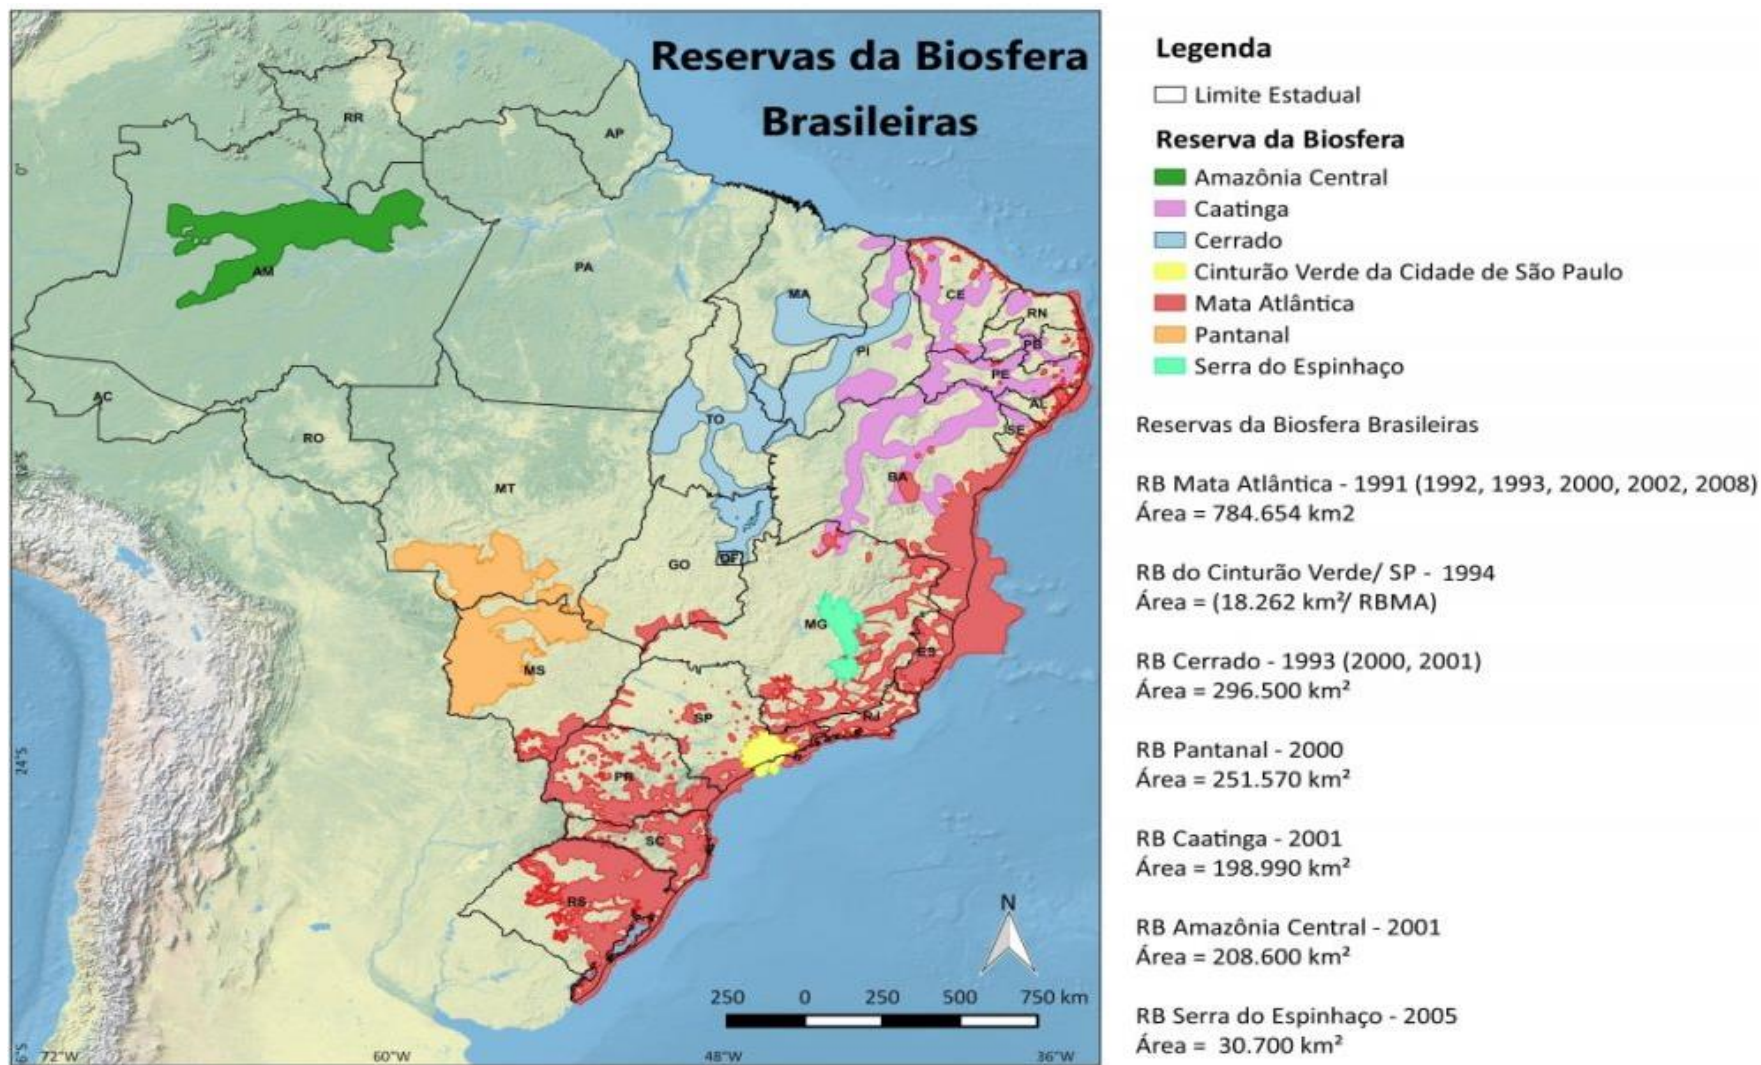 Reservas da Biosfera
Brasileiras
RR
AP
0°
AM
PA
MA
CE
RN
PB
PI
PE
AC
AL
TO
SE
RO
12°S
MT
BA
DF
GO
MG
ES
MS
SP
RJ
24°S
PR
SC
RS
N
250 0 250 500 750 km
72°W 60°W 48°W 36°W
Legenda
Limite Estadual
Reserva da Biosfera
Amazônia Central
Caatinga
Cerrado
Cinturão Verde da Cidade de São Paulo
Mata Atlântica
Pantanal
Serra do Espinhaço
Reservas da Biosfera Brasileiras
RB Mata Atlântica - 1991 (1992, 1993, 2000, 2002, 2008)
Área = 784.654 km2
RB do Cinturão Verde/ SP - 1994
Área = (18.262 km²/ RBMA)
RB Cerrado - 1993 (2000, 2001)
Área = 296.500 km²
RB Pantanal - 2000
Área = 251.570 km²
RB Caatinga - 2001
Área = 198.990 km²
RB Amazônia Central - 2001
Área = 208.600 km²
RB Serra do Espinhaço - 2005
Área = 30.700 km²